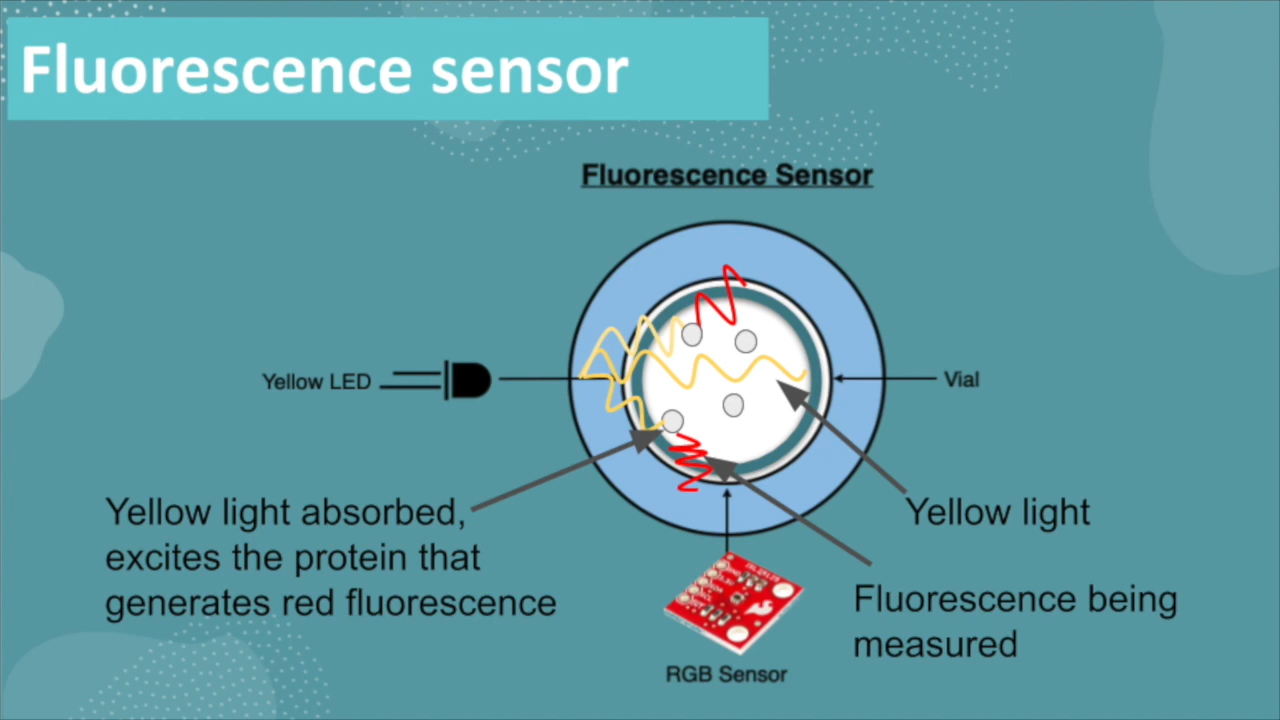 Fluorescence sensor
Fluorescence Sensor
Yellow LED
Vial
Yellow light absorbed,
excites the protein that
generates red fluorescence
Yellow light
Fluorescence being
measured
RGB Sensor